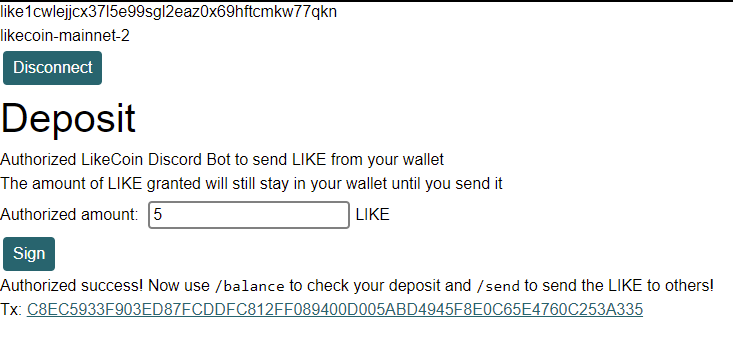 like1cwlejjcx37l5e99sgl2eaz0x69hftcmkw77qkn
likecoin-mainnet-2
Disconnect
Deposit
Authorized LikeCoin Discord Bot to send LIKE from your wallet
The amount of LIKE granted will still stay in your wallet until you send it
Authorized amount: 5 LIKE
Sign
Authorized success! Now use /balance to check your deposit and /send to send the LIKE to others!
Tx: C8EC5933F903ED87FCDDFC812FF089400D005ABD4945F8E0C65E4760C253A335